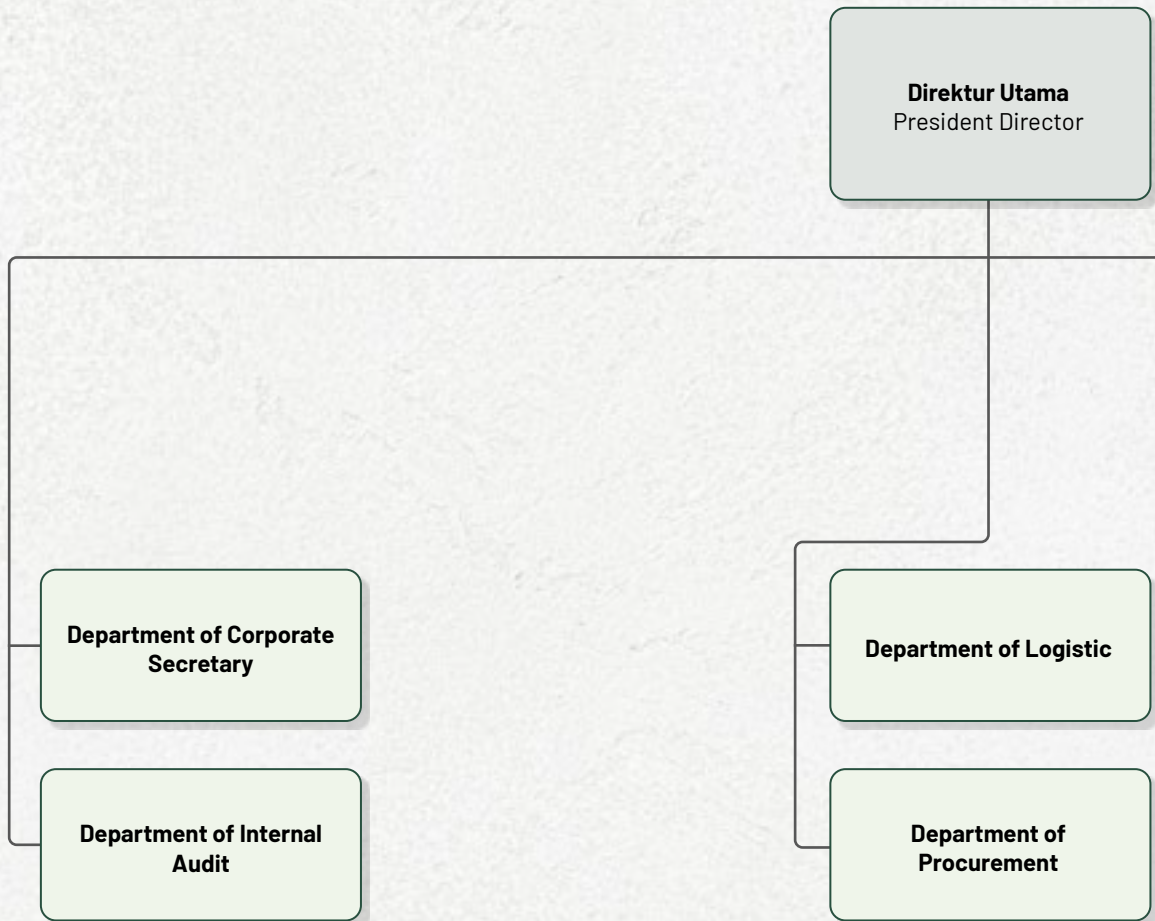 Direktur Utama
President Director
Department of Corporate
Secretary
Department of Logistic
Department of Internal
Audit
Department of
Procurement